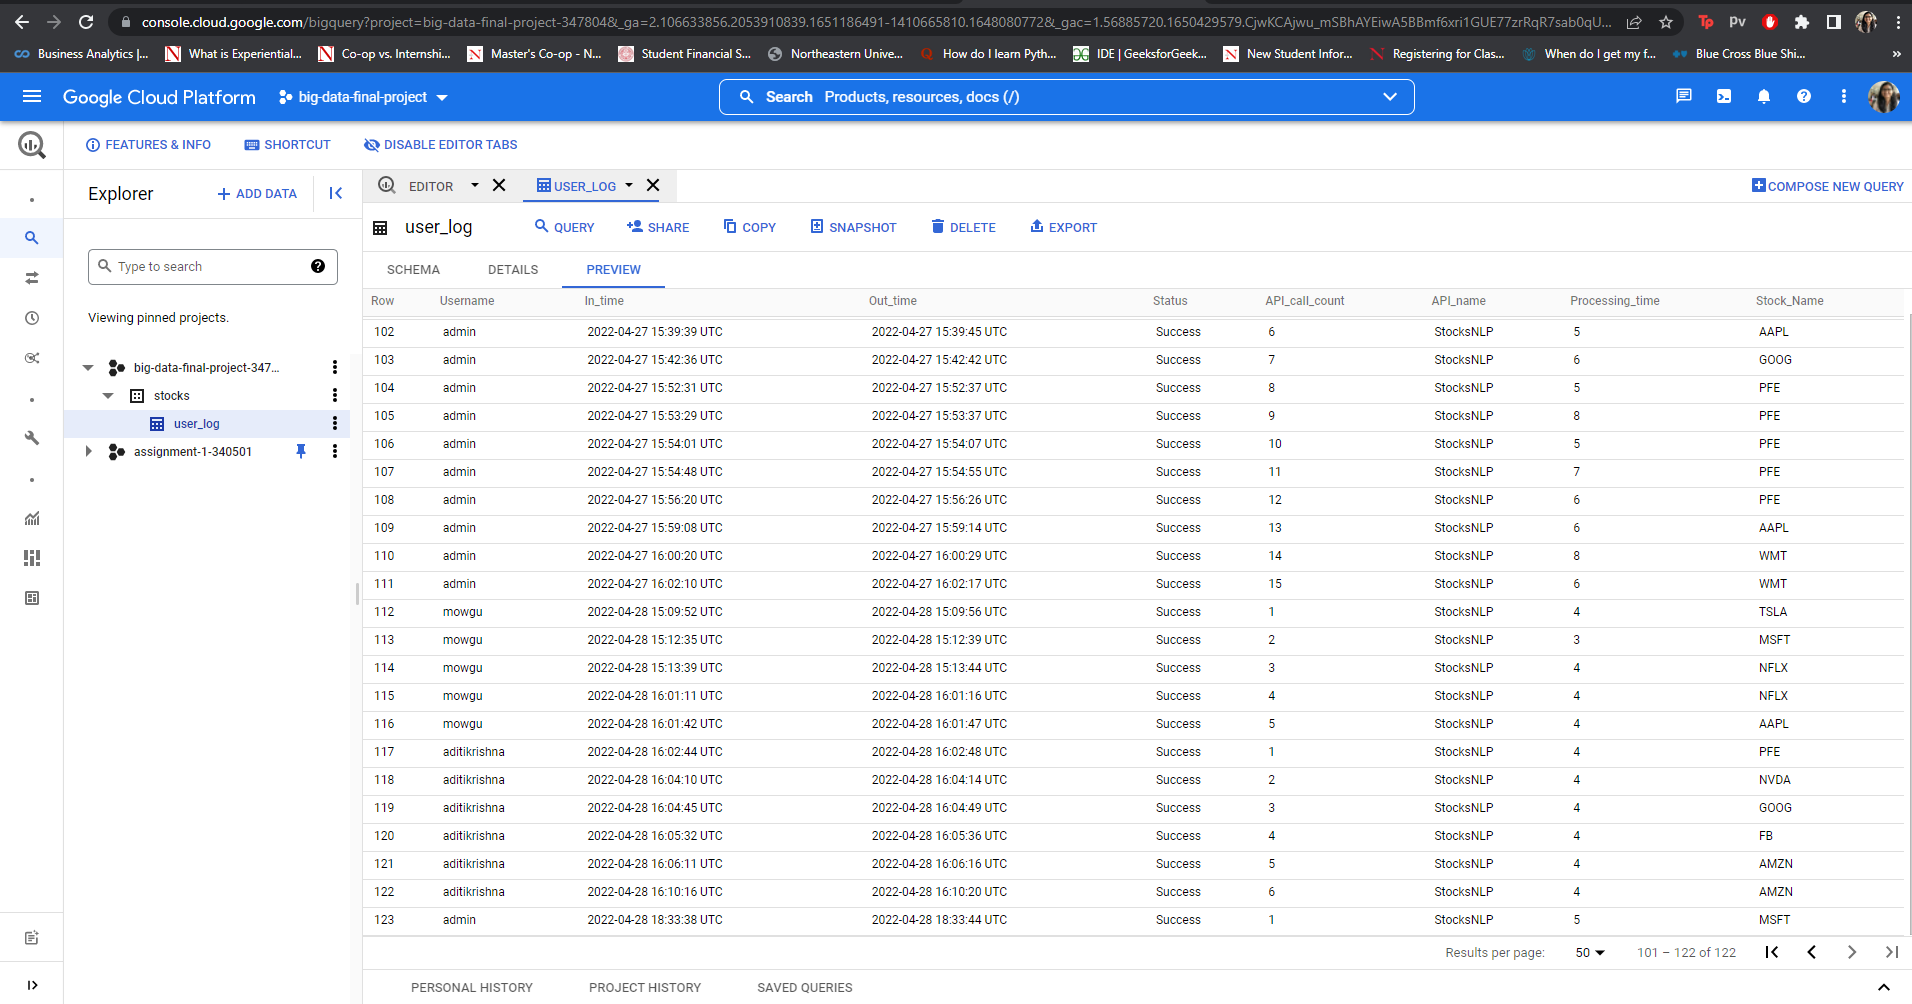 console.cloud.google.com/bigquery?project=big-data-final-project-347804&_ga=2.106633856.2053910839.1651186491-1410665810.1648080772&_gac=1.56885720.1650429579.CjwKCAjwu_mSBhAYEiwA5BBmf6xri1GUE77zrRqR7sab0qU...
Business Analytics |... What is Experiential... Co-op vs. Internshi... Master's Co-op - N... Student Financial S... Northeastern Unive... How do I learn Pyth... IDE | GeeksforGeek... New Student Infor... Registering for Clas... When do I get my f... Blue Cross Blue Shi... »
Google Cloud Platform big-data-final-project Search Products, resources, docs (/)
FEATURES & INFO SHORTCUT DISABLE EDITOR TABS
Explorer + ADD DATA EDITOR USER_LOG COMPOSE NEW QUERY
user_log QUERY SHARE COPY SNAPSHOT DELETE EXPORT
Type to search
SCHEMA DETAILS PREVIEW
Viewing pinned projects.
big-data-final-project-347...
stocks
user_log
assignment-1-340501
Row Username In_time Out_time Status API_call_count API_name Processing_time Stock_Name
102 admin 2022-04-27 15:39:39 UTC 2022-04-27 15:39:45 UTC Success 6 StocksNLP 5 AAPL
103 admin 2022-04-27 15:42:36 UTC 2022-04-27 15:42:42 UTC Success 7 StocksNLP 6 GOOG
104 admin 2022-04-27 15:52:31 UTC 2022-04-27 15:52:37 UTC Success 8 StocksNLP 5 PFE
105 admin 2022-04-27 15:53:29 UTC 2022-04-27 15:53:37 UTC Success 9 StocksNLP 8 PFE
106 admin 2022-04-27 15:54:01 UTC 2022-04-27 15:54:07 UTC Success 10 StocksNLP 5 PFE
107 admin 2022-04-27 15:54:48 UTC 2022-04-27 15:54:55 UTC Success 11 StocksNLP 7 PFE
108 admin 2022-04-27 15:56:20 UTC 2022-04-27 15:56:26 UTC Success 12 StocksNLP 6 PFE
109 admin 2022-04-27 15:59:08 UTC 2022-04-27 15:59:14 UTC Success 13 StocksNLP 6 AAPL
110 admin 2022-04-27 16:00:20 UTC 2022-04-27 16:00:29 UTC Success 14 StocksNLP 8 WMT
111 admin 2022-04-27 16:02:10 UTC 2022-04-27 16:02:17 UTC Success 15 StocksNLP 6 WMT
112 mowgu 2022-04-28 15:09:52 UTC 2022-04-28 15:09:56 UTC Success 1 StocksNLP 4 TSLA
113 mowgu 2022-04-28 15:12:35 UTC 2022-04-28 15:12:39 UTC Success 2 StocksNLP 3 MSFT
114 mowgu 2022-04-28 15:13:39 UTC 2022-04-28 15:13:44 UTC Success 3 StocksNLP 4 NFLX
115 mowgu 2022-04-28 16:01:11 UTC 2022-04-28 16:01:16 UTC Success 4 StocksNLP 4 NFLX
116 mowgu 2022-04-28 16:01:42 UTC 2022-04-28 16:01:47 UTC Success 5 StocksNLP 4 AAPL
117 aditikrishna 2022-04-28 16:02:44 UTC 2022-04-28 16:02:48 UTC Success 1 StocksNLP 4 PFE
118 aditikrishna 2022-04-28 16:04:10 UTC 2022-04-28 16:04:14 UTC Success 2 StocksNLP 4 NVDA
119 aditikrishna 2022-04-28 16:04:45 UTC 2022-04-28 16:04:49 UTC Success 3 StocksNLP 4 GOOG
120 aditikrishna 2022-04-28 16:05:32 UTC 2022-04-28 16:05:36 UTC Success 4 StocksNLP 4 FB
121 aditikrishna 2022-04-28 16:06:11 UTC 2022-04-28 16:06:16 UTC Success 5 StocksNLP 4 AMZN
122 aditikrishna 2022-04-28 16:10:16 UTC 2022-04-28 16:10:20 UTC Success 6 StocksNLP 4 AMZN
123 admin 2022-04-28 18:33:38 UTC 2022-04-28 18:33:44 UTC Success 1 StocksNLP 5 MSFT
Results per page: 50 101 – 122 of 122
PERSONAL HISTORY PROJECT HISTORY SAVED QUERIES